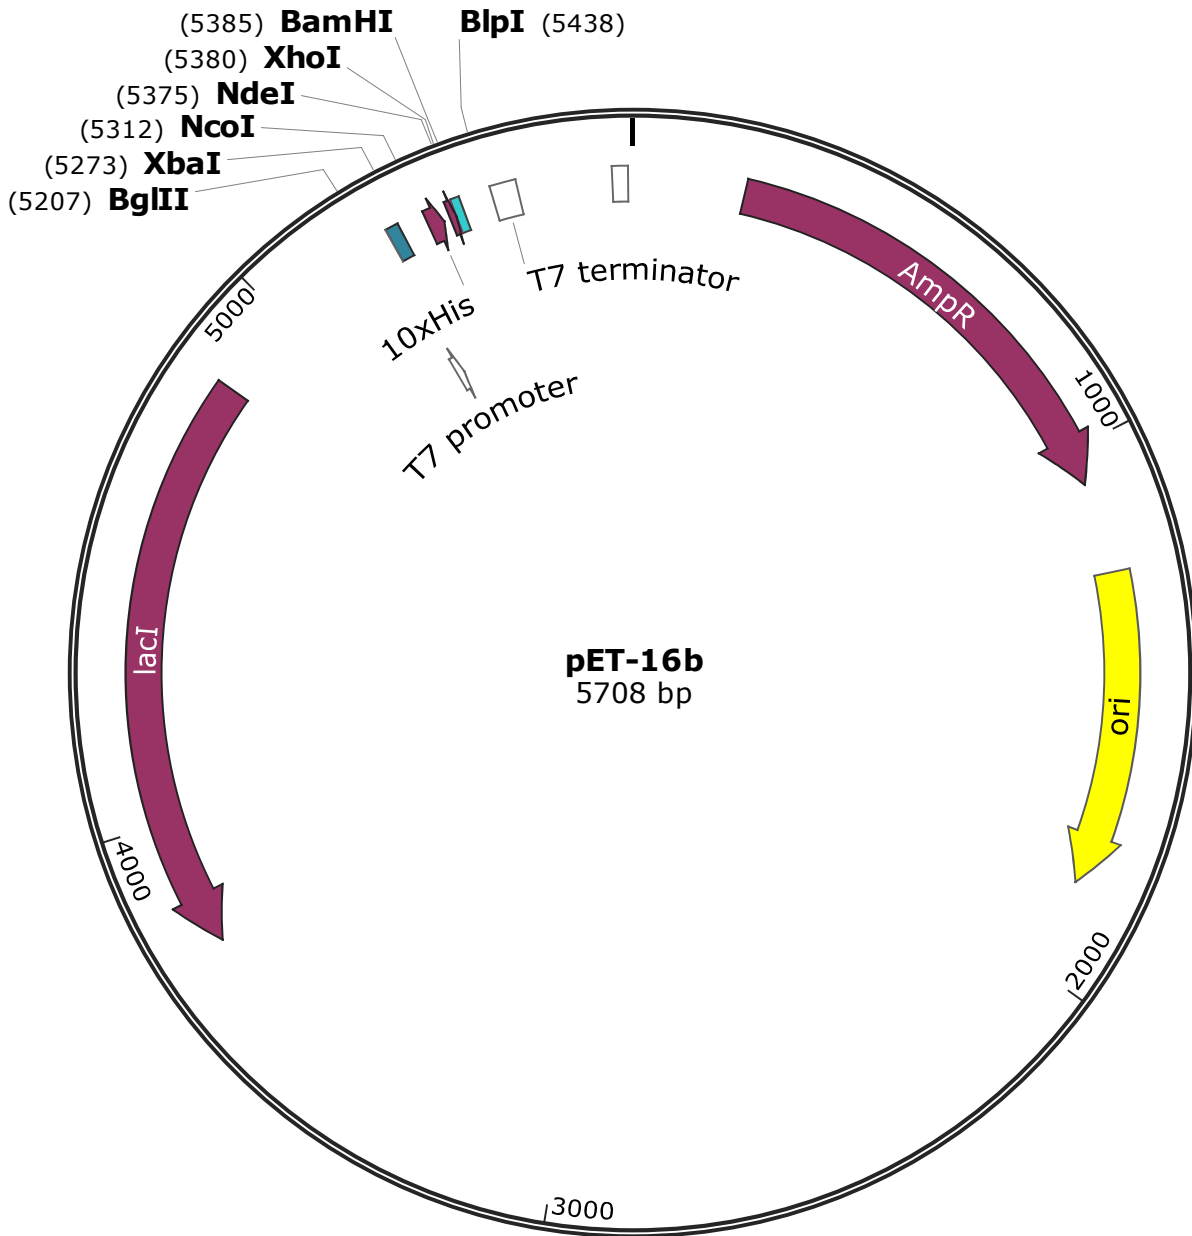 (5385) BamHI
BlpI (5438)
(5380) XhoI
(5375) NdeI
(5312) NcoI
(5273) XbaI
(5207) BglII
T7 terminator
AmpR
5000
10xHis
1000
T7 promoter
lacI
pET-16b
5708 bp
ori
4000
2000
3000